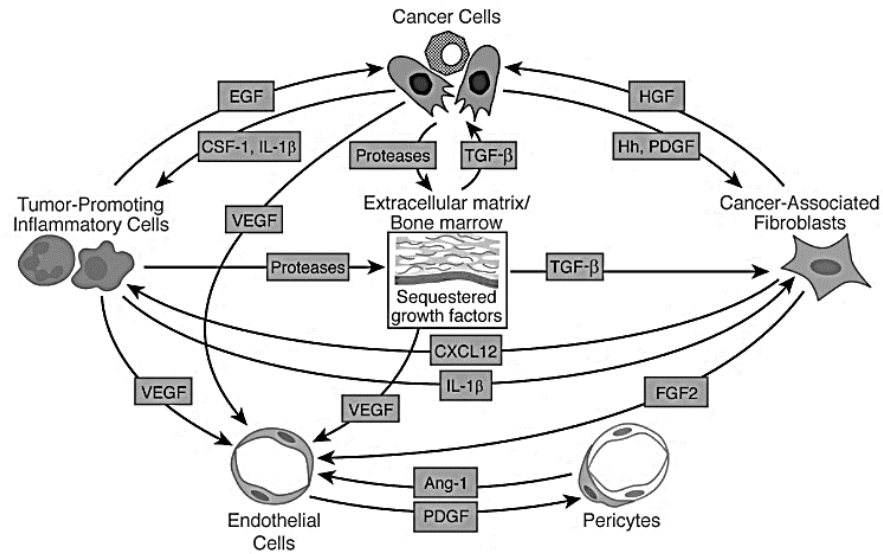 Cancer Cells
EGF
HGF
CSF-1, IL-1β
Proteases
TGF-β
Hh, PDGF
Tumor-Promoting
Inflammatory Cells
VEGF
Extracellular matrix/
Bone marrow
Cancer-Associated
Fibroblasts
Proteases
TGF-β
Sequestered
growth factors
CXCL12
IL-1β
VEGF
VEGF
FGF2
Ang-1
PDGF
Endothelial
Cells
Pericytes